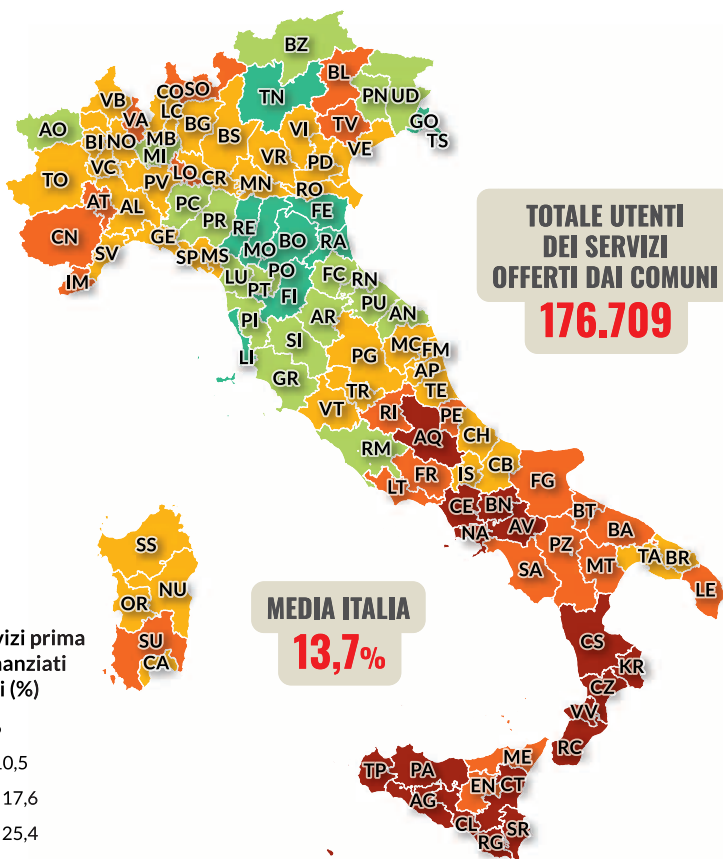 BZ
BL
TN
PN UD
GO
TS
TV
VE
VB
CO SO
LC
VA
BG
BS
VI
AO
BI NO
MB
MI
VR
PD
TO
VC
PV
LO CR
MN
RO
AT
AL
PC
PR
RE
FE
CN
GE
MO
BO
RA
SV
SP MS
IM
LU
PT
PO
FI
FC
RN
PU
PI
AR
AN
LI
SI
GR
PG
MC FM
AP
TE
TR
VT
RI
PE
AQ
CH
RM
FR
LT
IS
CB
FG
CE
BN
NA
AV
BT
BA
SA
PZ
MT
TA BR
LE
CS
KR
CZ
VV
RC
ME
TP
PA
EN
CT
AG
CL
SR
RG
SS
NU
OR
SU
CA
TOTALE UTENTI
DEI SERVIZI
OFFERTI DAI COMUNI
176.709
MEDIA ITALIA
13,7%
vizi prima
nanziati
i (%)
0,5
17,6
25,4